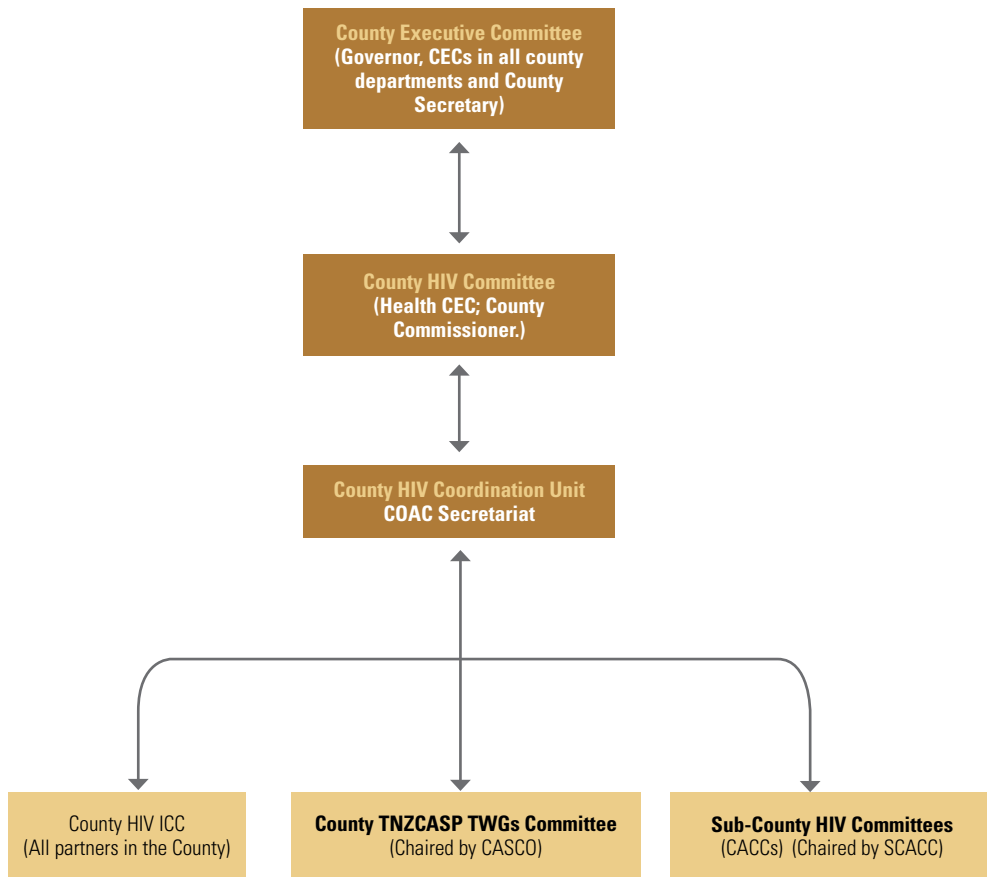 County Executive Committee
(Governor, CECs in all county
departments and County
Secretary)
County HIV Committee
(Health CEC; County
Commissioner.)
County HIV Coordination Unit
COAC Secretariat
County HIV ICC
(All partners in the County)
County TNZCASP TWGs Committee
(Chaired by CASCO)
Sub-County HIV Committees
(CACCs) (Chaired by SCACC)